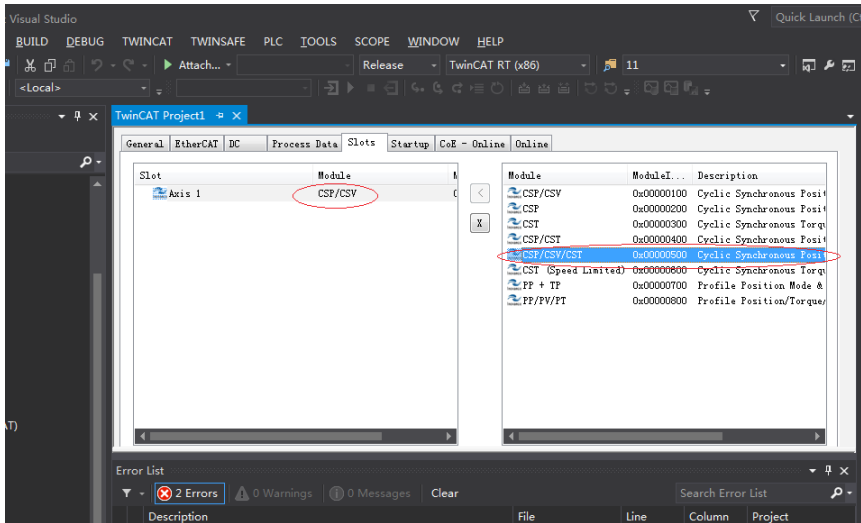 Visual Studio
Quick Launch (C
BUILD DEBUG TWINCAT TWINSAFE PLC TOOLS SCOPE WINDOW HELP
Attach... Release TwinCAT RT (x86) 11
<Local>
TwinCAT Project1
General EtherCAT DC Process Data Slots Startup CoE - Online Online
Slot Module
Axis 1 CSP/CSV
< 
X
Module ModuleI... Description
CSP/CSV 0x00000100 Cyclic Synchronous Posit
CSP 0x00000200 Cyclic Synchronous Posit
CST 0x00000300 Cyclic Synchronous Torqu
CSP/CST 0x00000400 Cyclic Synchronous Posit
CSP/CSV/CST 0x00000500 Cyclic Synchronous Posit
CST (Speed Limited) 0x00000600 Cyclic Synchronous Torqu
PP + TP 0x00000700 Profile Position Mode &
PP/PV/PT 0x00000800 Profile Position/Torque/
AT)
Error List
2 Errors 0 Warnings 0 Messages Clear Search Error List
Description File Line Column Project